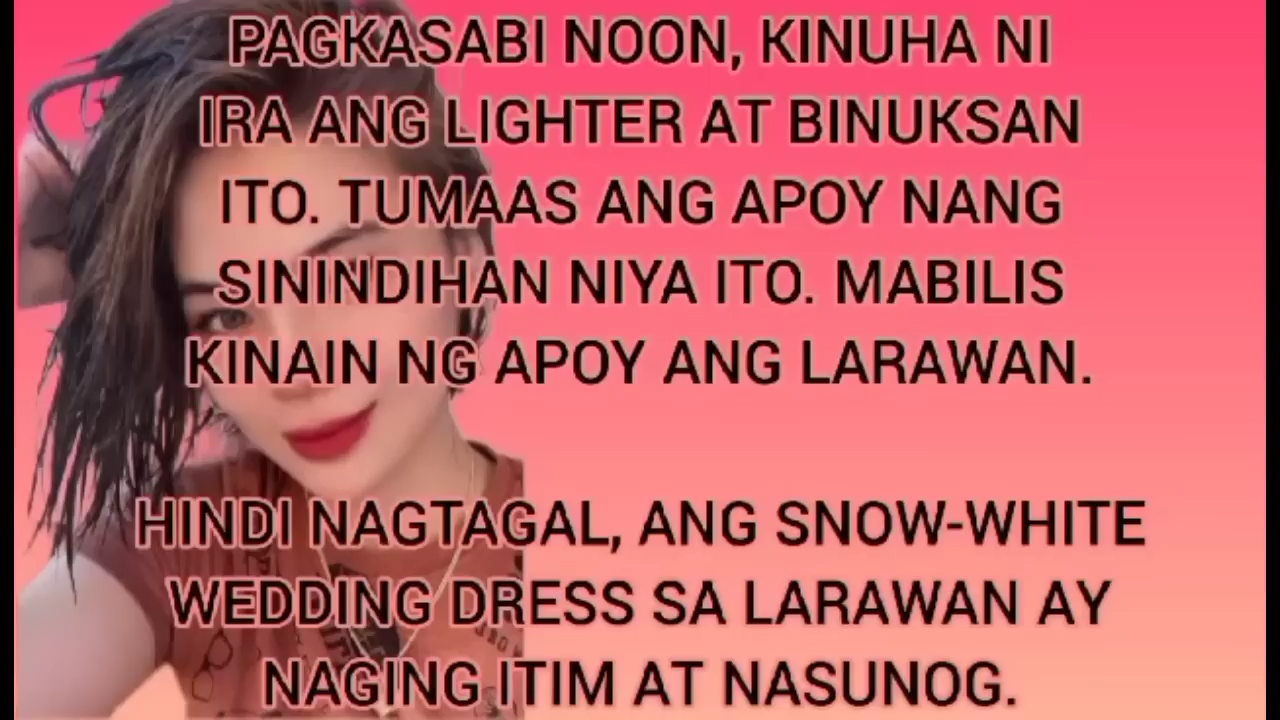 PAGKASABI NOON, KINUHA NI
IRA ANG LIGHTER AT BINUKSAN
ITO. TUMAAS ANG APOY NANG
SININDIHAN NIYA ITO. MABILIS
KINAIN NG APOY ANG LARAWAN.
HINDI NAGTAGAL, ANG SNOW-WHITE
WEDDING DRESS SA LARAWAN AY
NAGING ITIM AT NASUNOG.